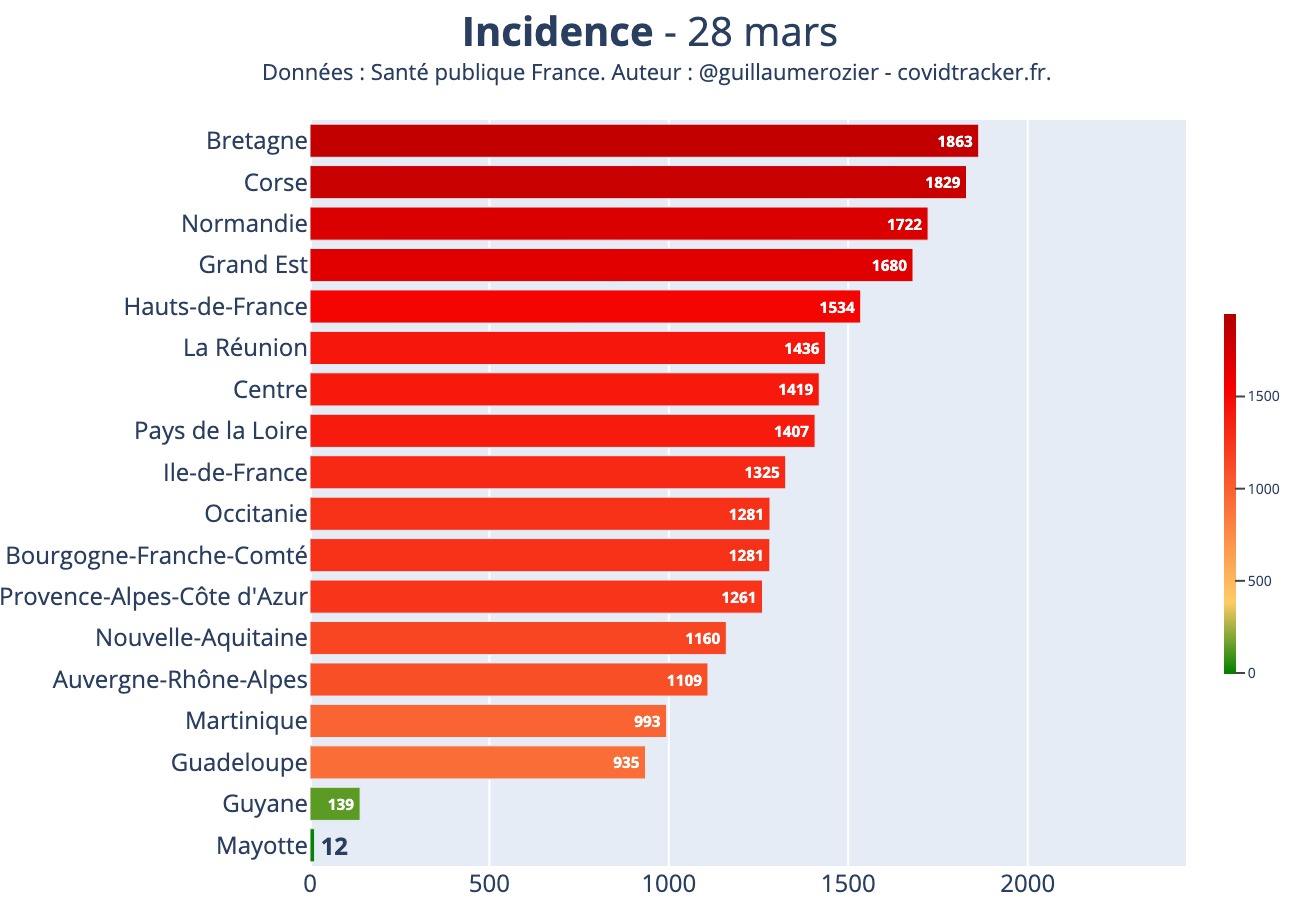 Incidence - 28 mars
Données : Santé publique France. Auteur : @guillaumerozier - covidtracker.fr.
Bretagne 1863
Corse 1829
Normandie 1722
Grand Est 1680
Hauts-de-France 1534
La Réunion 1436
Centre 1419
Pays de la Loire 1407
Ile-de-France 1325
Occitanie 1281
Bourgogne-Franche-Comté 1281
Provence-Alpes-Côte d'Azur 1261
Nouvelle-Aquitaine 1160
Auvergne-Rhône-Alpes 1109
Martinique 993
Guadeloupe 935
Guyane 139
Mayotte 12
0 500 1000 1500 2000
1500
1000
500
0